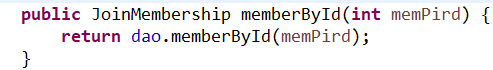 public JoinMembership memberById(int memPird) {
    return dao.memberById(memPird);
}